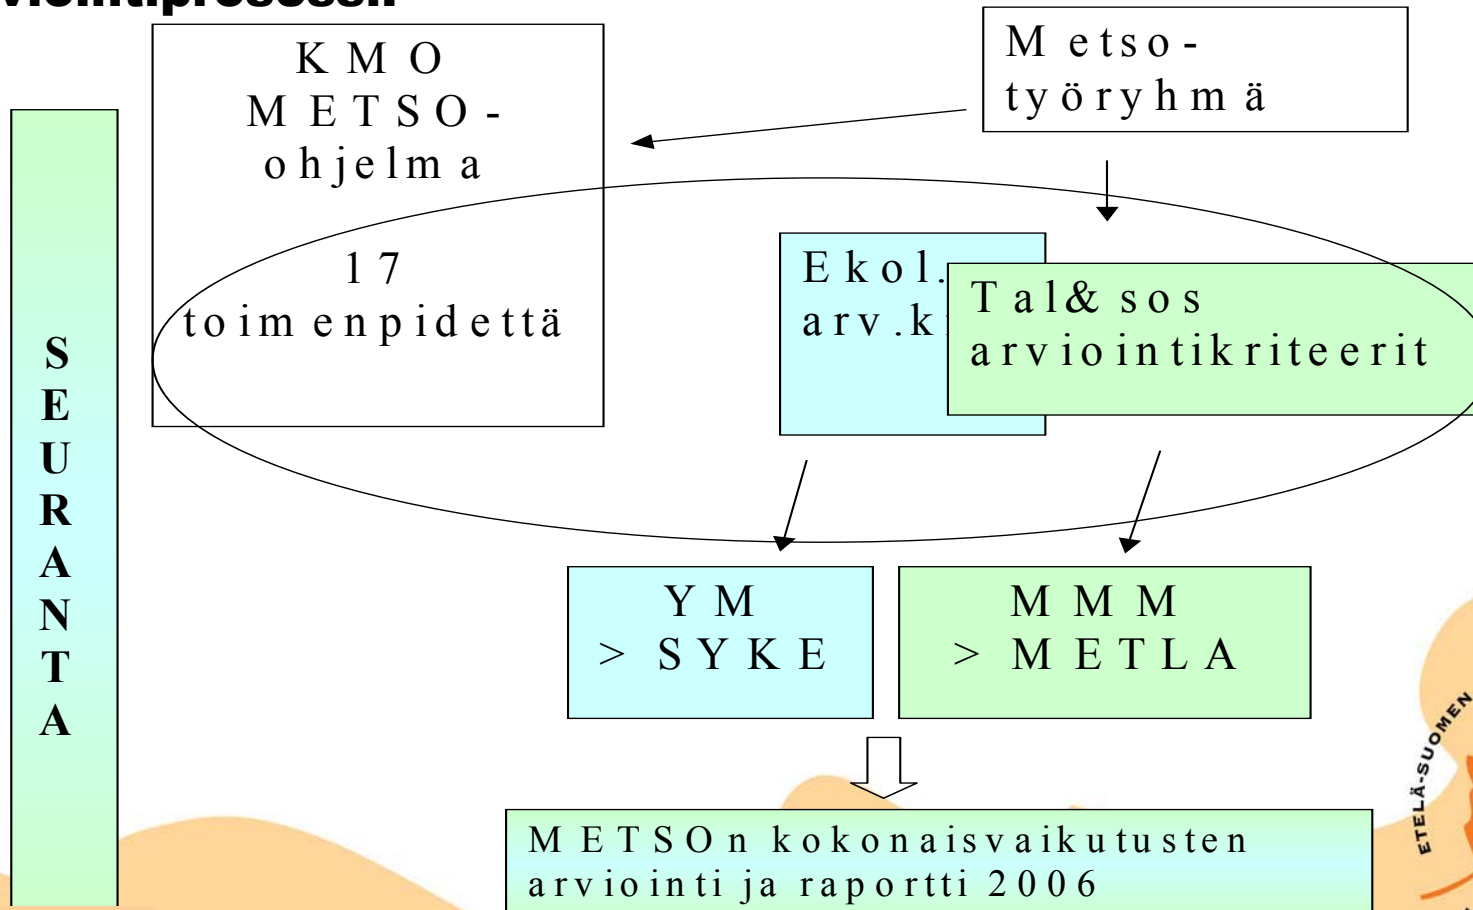 KMO
METSO-
ohjelma
17
toimenpidettä
Metso-
työryhmä
Ekol.
Tal&sos
arviointikriteerit
SEURANTA
YM
> SYKE
MMM
> METLA
METSOn kokonaisvaikutusten
arviointi ja raportti 2006
ETELÄ-SUOMEN